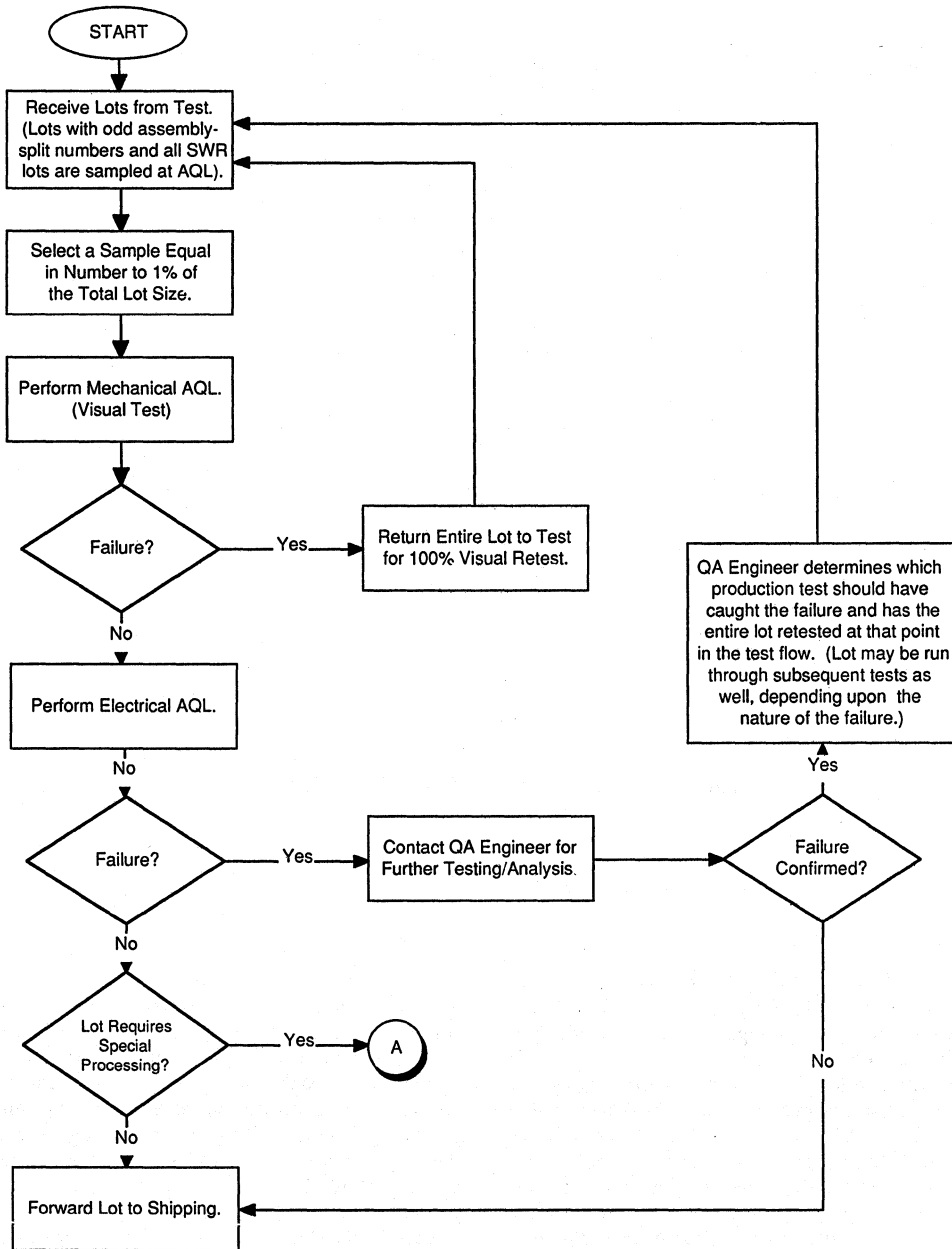 START
Receive Lots from Test.
(Lots with odd assembly-
split numbers and all SWR
lots are sampled at AQL).
Select a Sample Equal
in Number to 1% of
the Total Lot Size.
Perform Mechanical AQL.
(Visual Test)
Failure?
Yes
Return Entire Lot to Test
for 100% Visual Retest.
No
Perform Electrical AQL.
No
Failure?
Yes
Contact QA Engineer for
Further Testing/Analysis.
Failure
Confirmed?
Yes
QA Engineer determines which
production test should have
caught the failure and has the
entire lot retested at that point
in the test flow. (Lot may be run
through subsequent tests as
well, depending upon the
nature of the failure.)
No
No
Lot Requires
Special
Processing?
Yes
A
No
Forward Lot to Shipping.